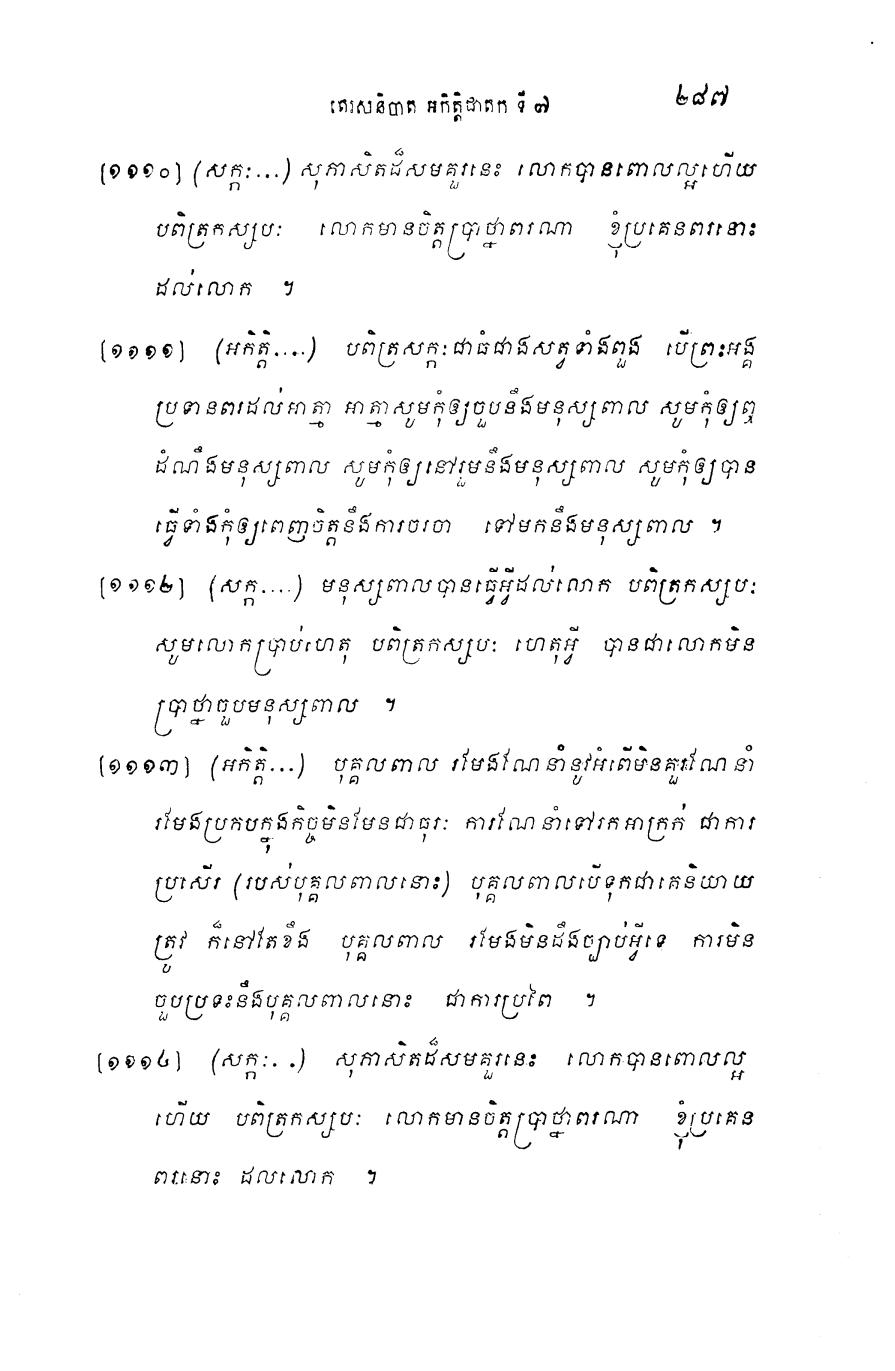 តេរសនិបាត អកិត្តិជាតក ទី ៧ ២៨៧
[១១១០] (សក្កៈ...) សុភាសិតដ៏សមគួរនេះ លោកបានពោលល្អហើយ
បពិត្រកស្សបៈ លោកមានចិត្តប្រាថ្នាពរណា ខ្ញុំប្រគេនពរនោះ
ដល់លោក ។
[១១១១] (អកិត្តិ....) បពិត្រសក្កៈជាធំជាងសត្វទាំងពួង បើព្រះអង្គ
ប្រទានពរដល់អាត្មា អាត្មាសូមកុំឲ្យចួបនឹងមនុស្សពាល សូមកុំឲ្យឮ
ដំណឹងមនុស្សពាល សូមកុំឲ្យនៅរួមនឹងមនុស្សពាល សូមកុំឲ្យបាន
ធ្វើទាំងកុំឲ្យពេញចិត្តនឹងការចរចា ទៅមកនឹងមនុស្សពាល ។
[១១១២] (សក្ក....) មនុស្សពាលបានធ្វើអ្វីដល់លោក បពិត្រកស្សបៈ
សូមលោកប្រាប់ហេតុ បពិត្រកស្សបៈ ហេតុអ្វី បានជាលោកមិន
ប្រាថ្នាចួបមនុស្សពាល ។
[១១១៣] (អកិត្តិ...) បុគ្គលពាល រមែងណែនាំនូវអំពើមិនគួរណែនាំ
រមែងប្រកបក្នុងកិច្ចមិនមែនជាធុរៈ ការណែនាំទៅរកអាក្រក់ ជាការ
ប្រសើរ (របស់បុគ្គលពាលនោះ) បុគ្គលពាលបើទុកជាគេនិយាយ
ត្រូវ ក៏នៅតែខឹង បុគ្គលពាល រមែងមិនដឹងច្បាប់អ្វីទេ ការមិន
ចួបប្រទះនឹងបុគ្គលពាលនោះ ជាការប្រពៃ ។
[១១១៤] (សក្កៈ..) សុភាសិតដ៏សមគួរនេះ លោកបានពោលល្អ
ហើយ បពិត្រកស្សបៈ លោកមានចិត្តប្រាថ្នាពរណា ខ្ញុំប្រគេន
ពរនោះ ដលលោក ។